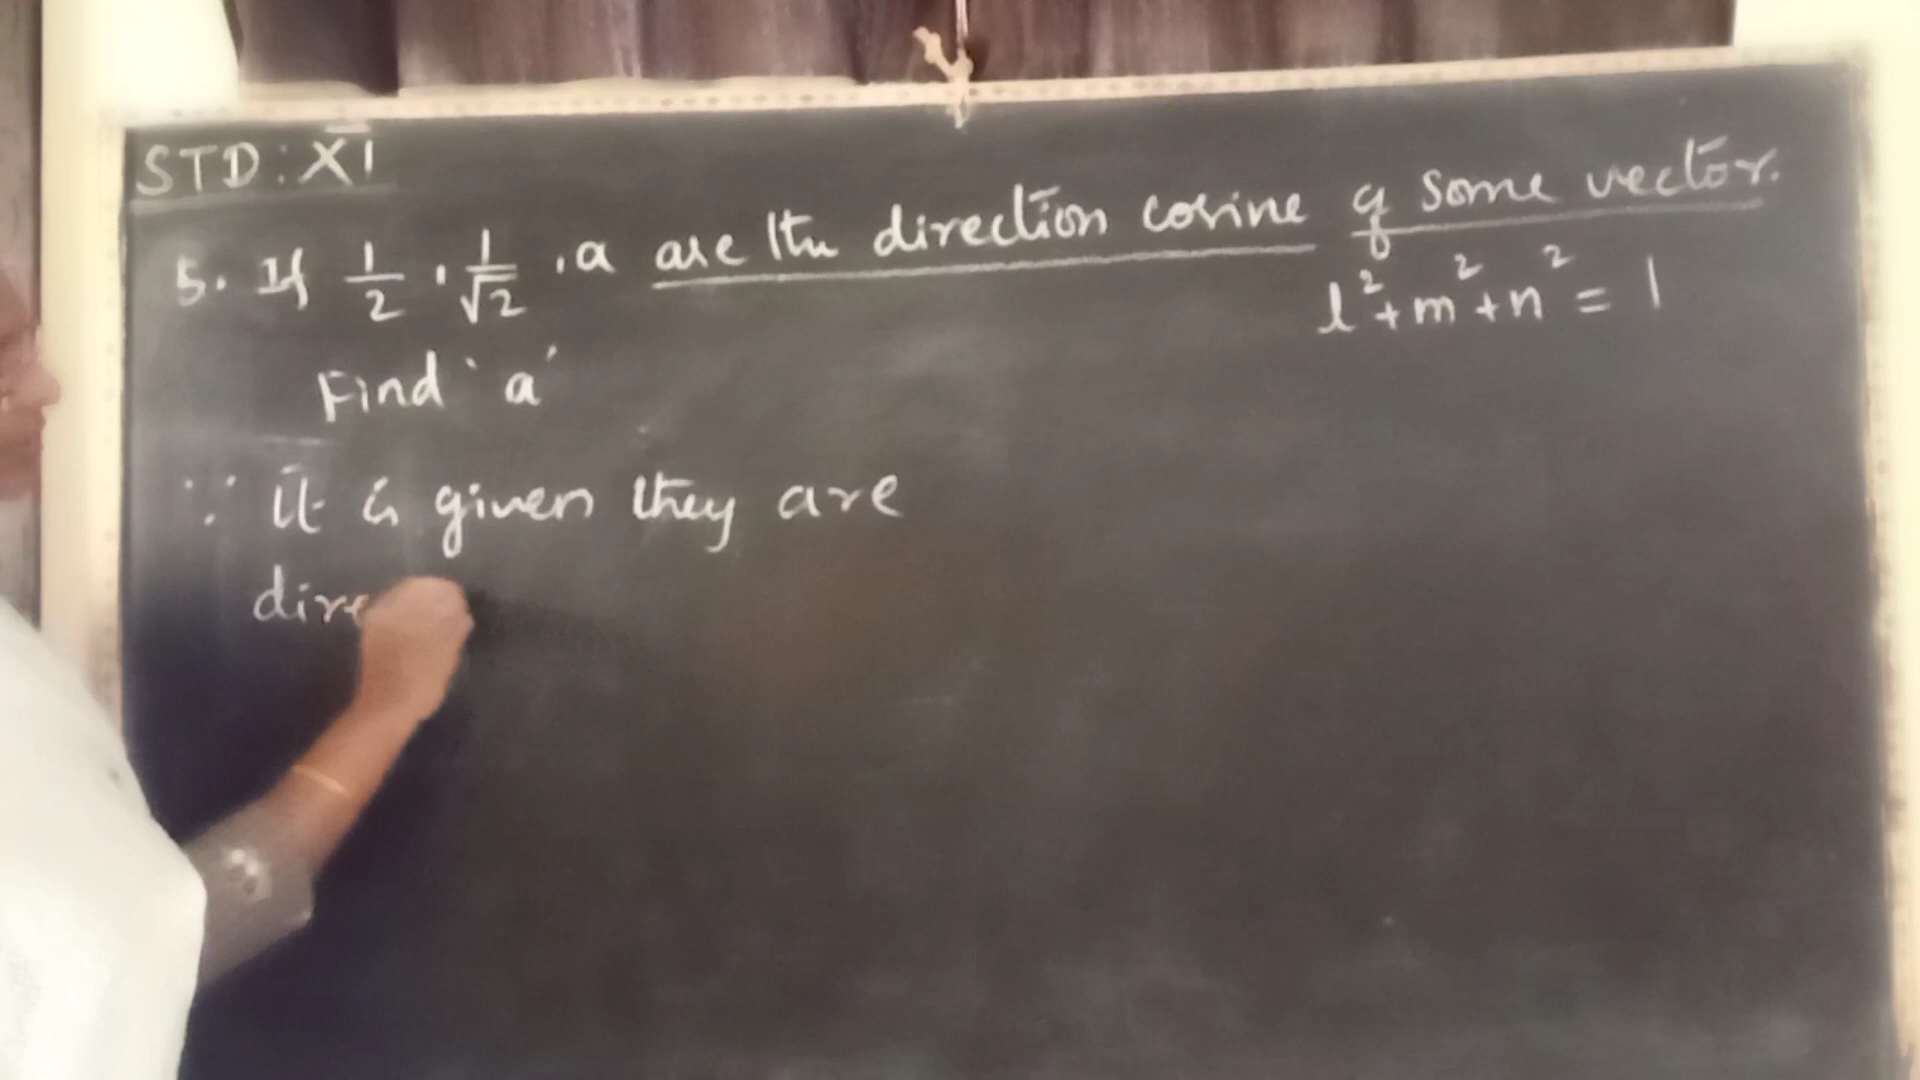 STD: XI
5. If 1/2, 1/√2, a are the direction cosine of some vector.
l²+m²+n² = 1
Find 'a'
∵ it is given they are
dire